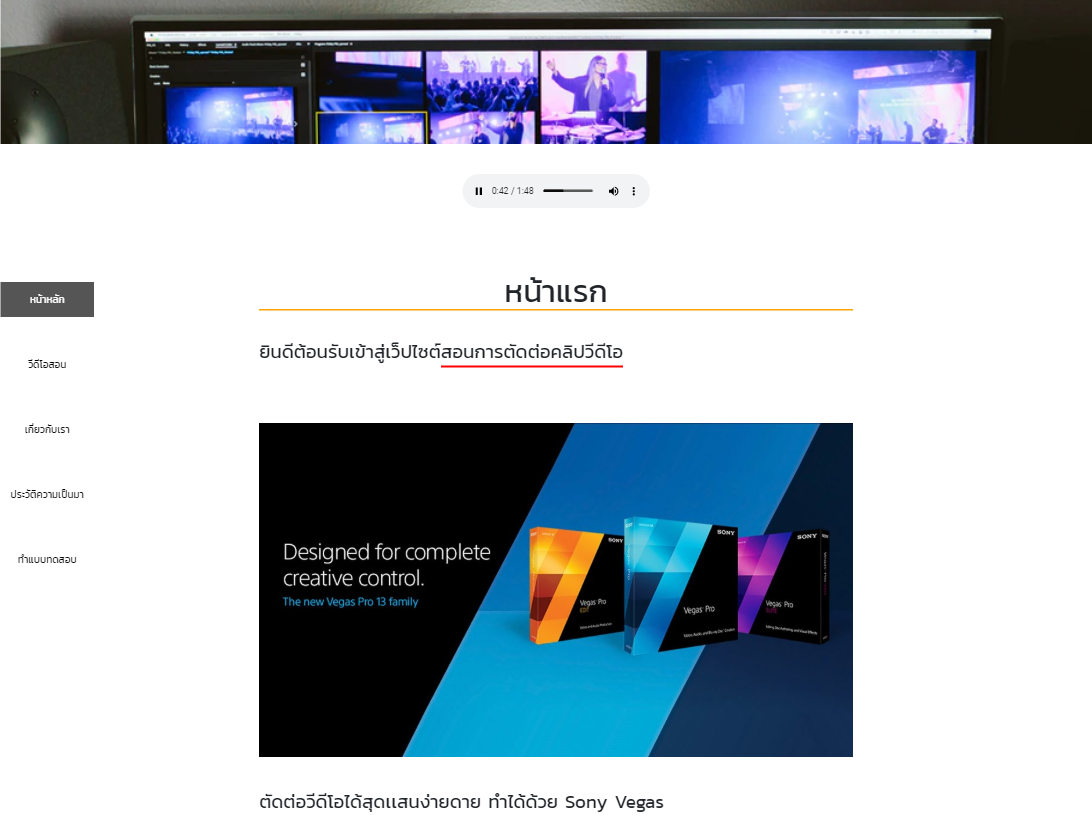 0:42 / 1:48
หน้าแรก
หน้าหลัก
ยินดีต้อนรับเข้าสู่เว็ปไซต์สอนการตัดต่อคลิปวีดีโอ
วีดีโอสอน
เกี่ยวกับเรา
ประวัติความเป็นมา
ทำแบบทดสอบ
Designed for complete
creative control.
The new Vegas Pro 13 family
SONY
Vegas Pro
EDIT
SONY
Vegas Pro
SONY
Vegas Pro
ตัดต่อวีดีโอได้สุดแสนง่ายดาย ทำได้ด้วย Sony Vegas